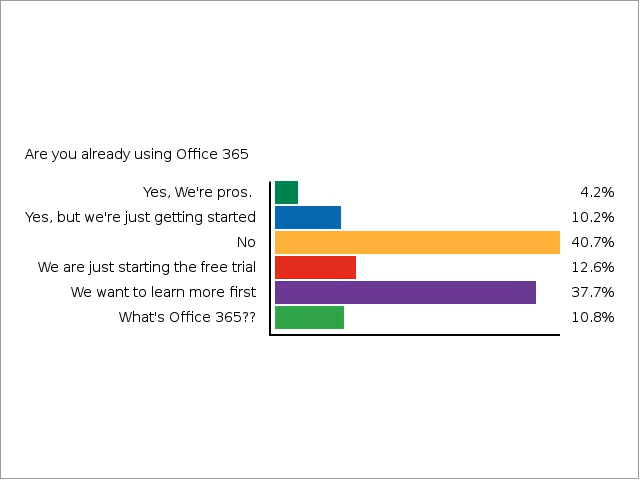 Are you already using Office 365
Yes, We're pros. 4.2%
Yes, but we're just getting started 10.2%
No 40.7%
We are just starting the free trial 12.6%
We want to learn more first 37.7%
What's Office 365?? 10.8%